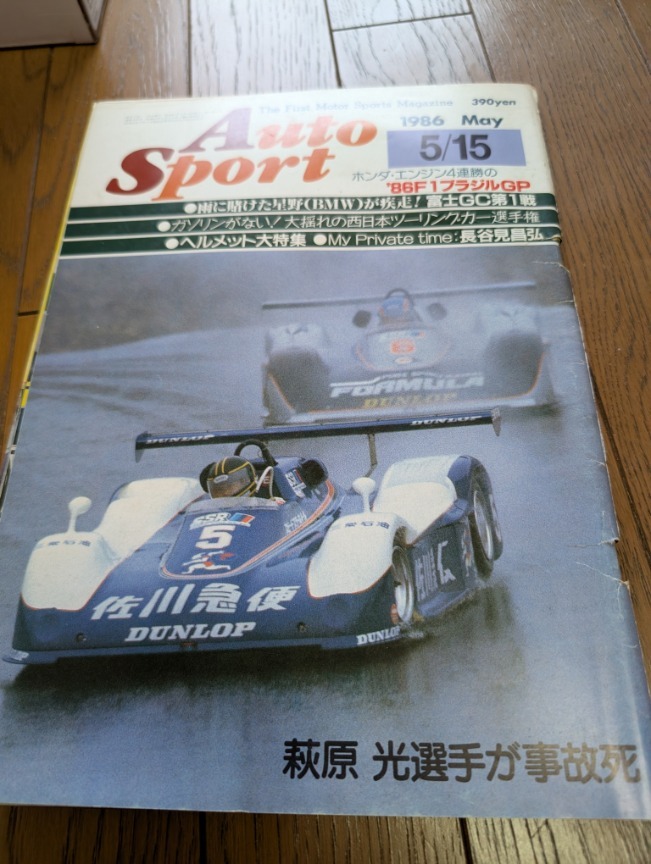 The First Motor Sports Magazine
390yen
Auto
Sport
1986 May
5/15
ホンダ・エンジン4連勝の
'86F1ブラジルGP
●雨に賭けた星野(BMW)が疾走!富士GC第1戦
●ガソリンがない!大揺れの西日本ツーリングカー選手権
●ヘルメット大特集 ●My Private time:長谷見昌弘
6
FORMULA
DUNLOP
DUNLOP
DUNLOP
5
佐川急便
DUNLOP
DUNLOP
佐川
萩原 光選手が事故死